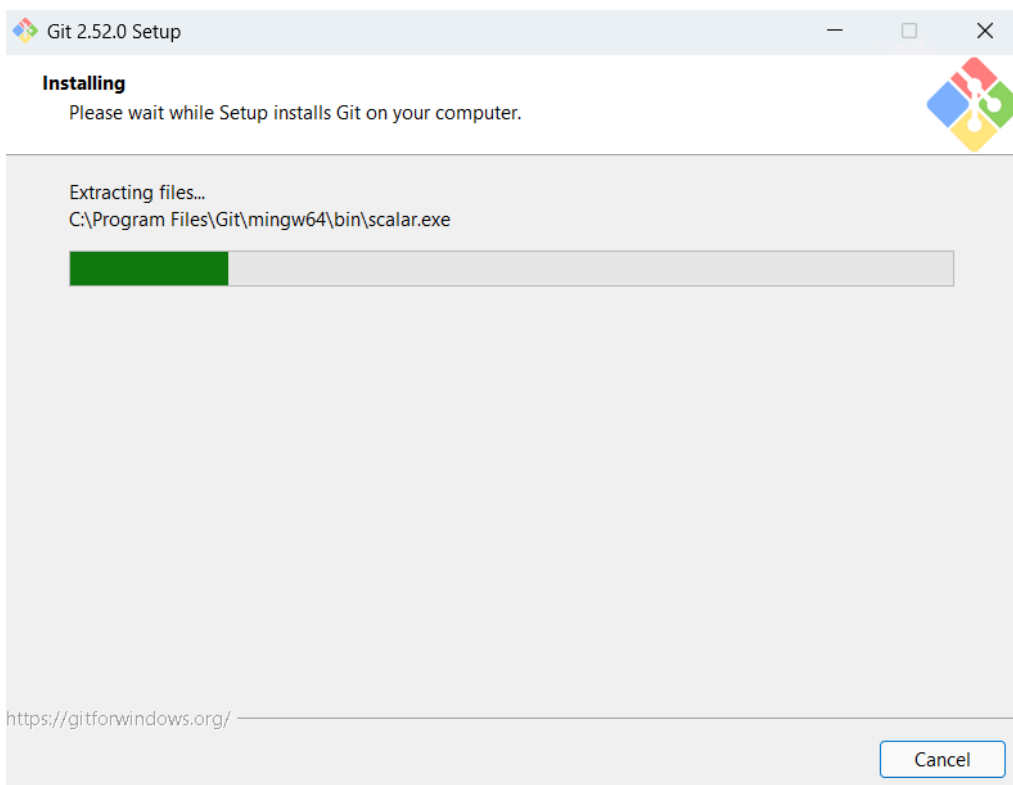 Git 2.52.0 Setup
Installing
Please wait while Setup installs Git on your computer.
Extracting files...
C:\Program Files\Git\mingw64\bin\scalar.exe
https://gitforwindows.org/
Cancel